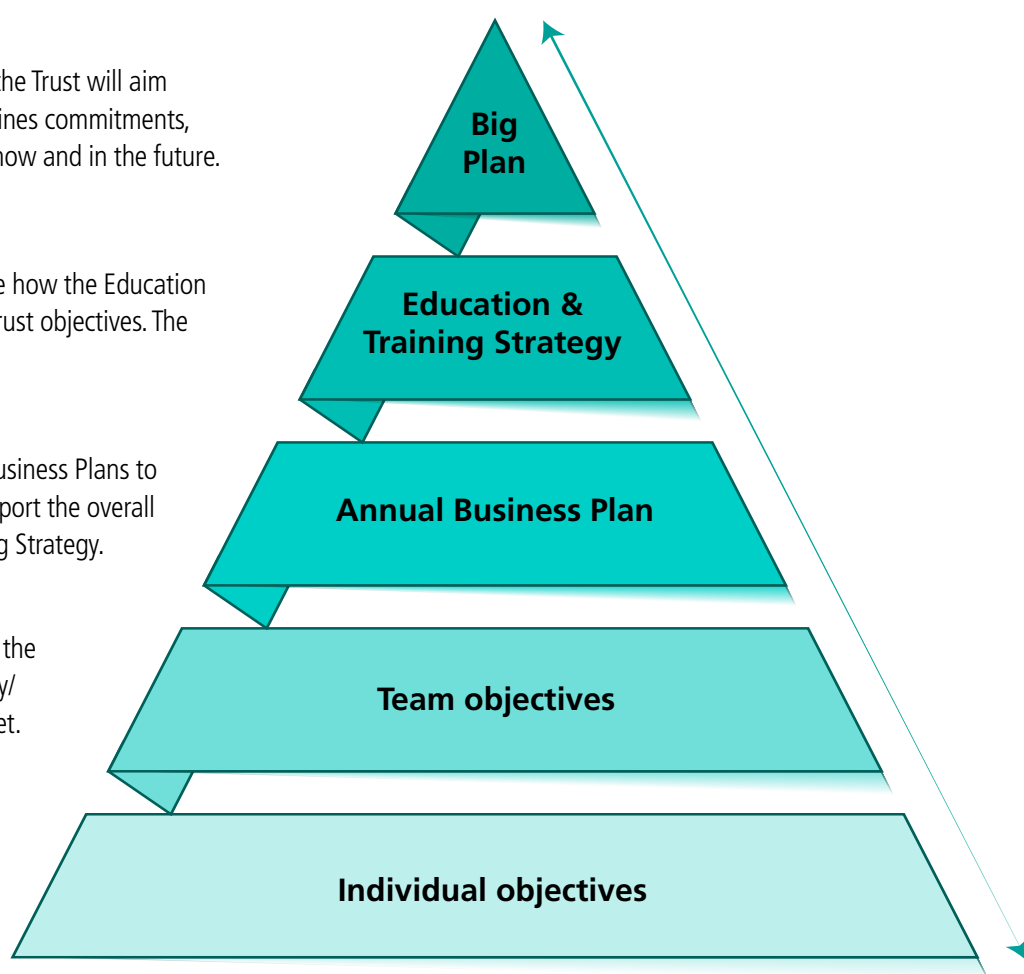 the Trust will aim
ines commitments,
now and in the future.
Big
Plan
e how the Education
rust objectives. The
Education &
Training Strategy
usiness Plans to
port the overall
g Strategy.
Annual Business Plan
the
y/
et.
Team objectives
Individual objectives